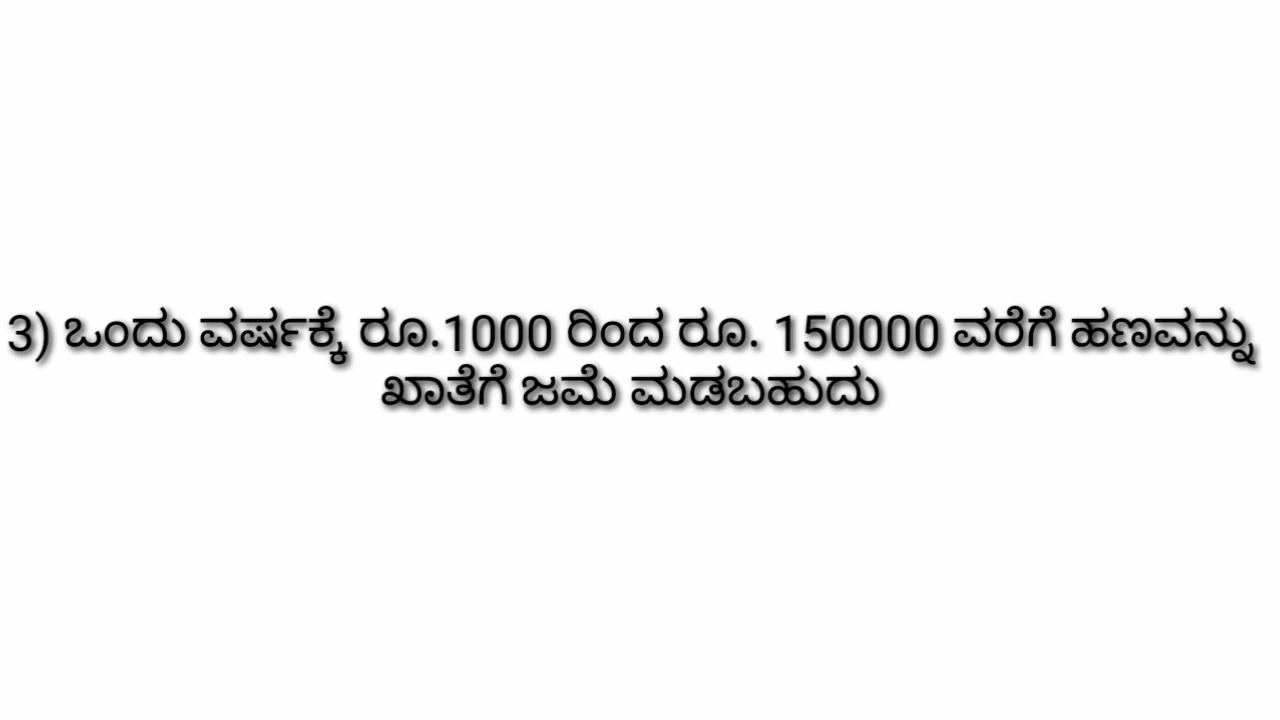 3) ಒಂದು ವರ್ಷಕ್ಕೆ ರೂ.1000 ರಿಂದ ರೂ. 150000 ವರೆಗೆ ಹಣವನ್ನು
ಖಾತೆಗೆ ಜಮೆ ಮಡಬಹುದು